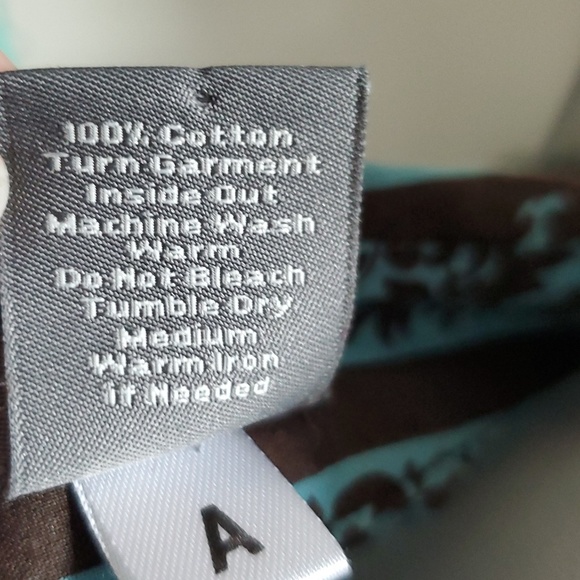 100% Cotton
Turn Garment
Inside Out
Machine Wash
Warm
Do Not Bleach
Tumble Dry
Medium
Warm Iron
if Needed
A